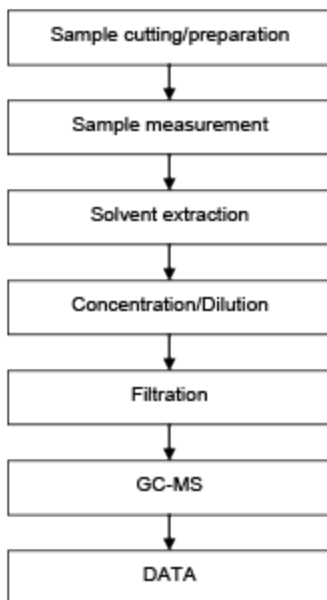 Sample cutting/preparation
Sample measurement
Solvent extraction
Concentration/Dilution
Filtration
GC-MS
DATA